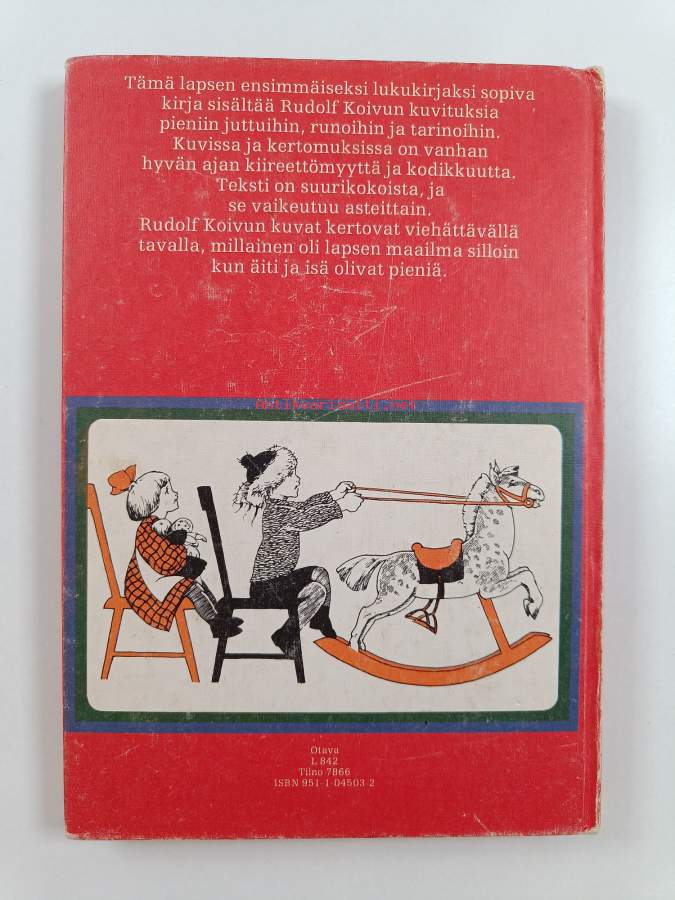 Tämä lapsen ensimmäiseksi lukukirjaksi sopiva
kirja sisältää Rudolf Koivun kuvituksia
pieniin juttuihin, runoihin ja tarinoihin.
Kuvissa ja kertomuksissa on vanhan
hyvän ajan kiireettömyyttä ja kodikkuutta.
Teksti on suurikokoista, ja
se vaikeutuu asteittain.
Rudolf Koivun kuvat kertovat viehättävällä
tavalla, millainen oli lapsen maailma silloin
kun äiti ja isä olivat pieniä.
Otava
L 842
Tilno 7866
ISBN 951-1-04503-2